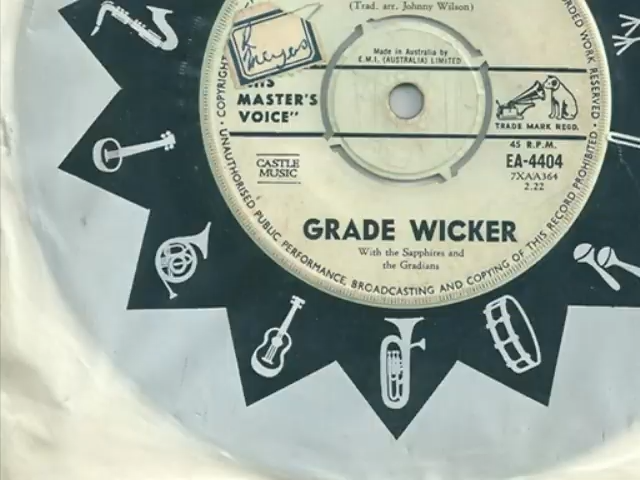 (Trad. arr. Johnny Wilson)
Made in Australia by
E.M.I. (AUSTRALIA) LIMITED
MASTER'S
VOICE"
TRADE MARK REGD.
45 R.P.M.
EA-4404
7XAA364
2.22
CASTLE
MUSIC
GRADE WICKER
With the Sapphires and
the Gradians
COPYRIGHT • UNAUTHORISED PUBLIC PERFORMANCE, BROADCASTING AND COPYING OF THIS RECORD PROHIBITED • WORK RESERVED